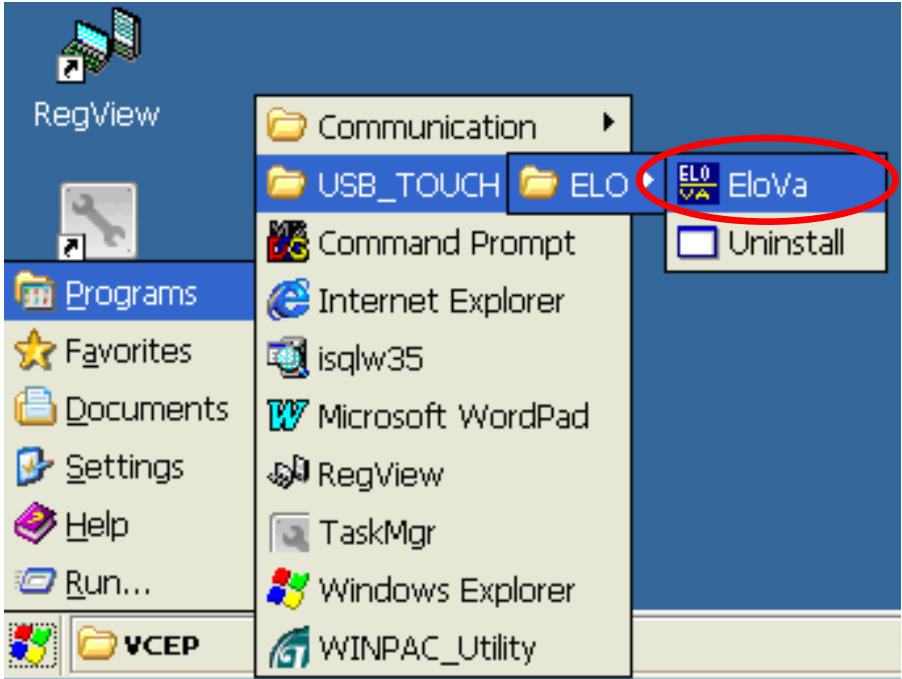 RegView
Communication
USB_TOUCH
ELO
ELO
VA
EloVa
Command Prompt
Uninstall
Programs
Internet Explorer
Favorites
isqlw35
Documents
Microsoft WordPad
Settings
RegView
Help
TaskMgr
Run...
Windows Explorer
VCEP
WINPAC_Utility